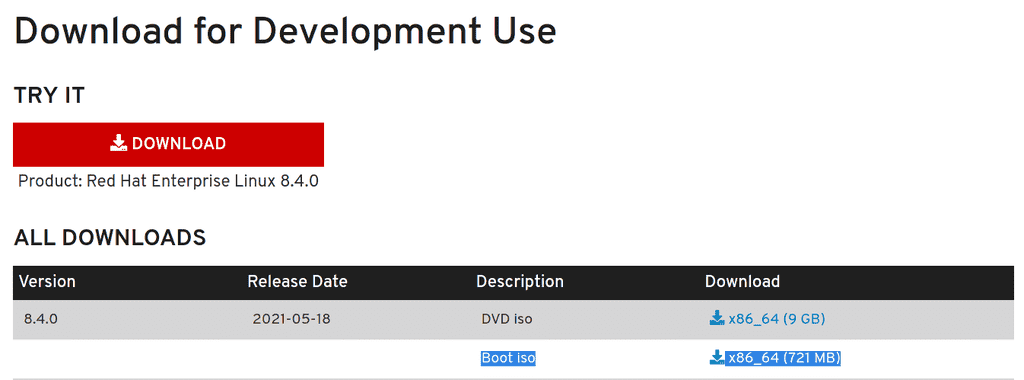 Download for Development Use
TRY IT
DOWNLOAD
Product: Red Hat Enterprise Linux 8.4.0
ALL DOWNLOADS
Version Release Date Description Download
8.4.0 2021-05-18 DVD iso x86_64 (9 GB)
Boot iso x86_64 (721 MB)